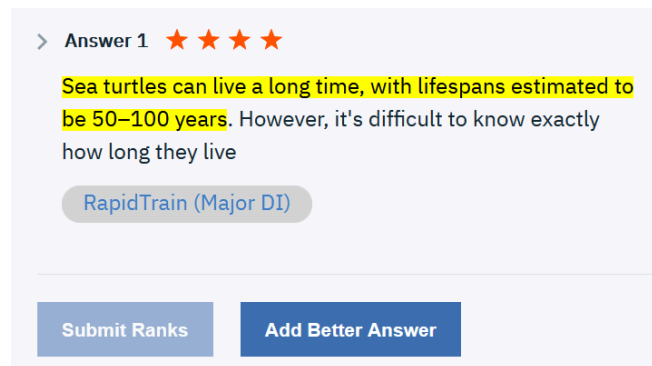 Answer 1
Sea turtles can live a long time, with lifespans estimated to
be 50–100 years. However, it's difficult to know exactly
how long they live
RapidTrain (Major DI)
Submit Ranks
Add Better Answer